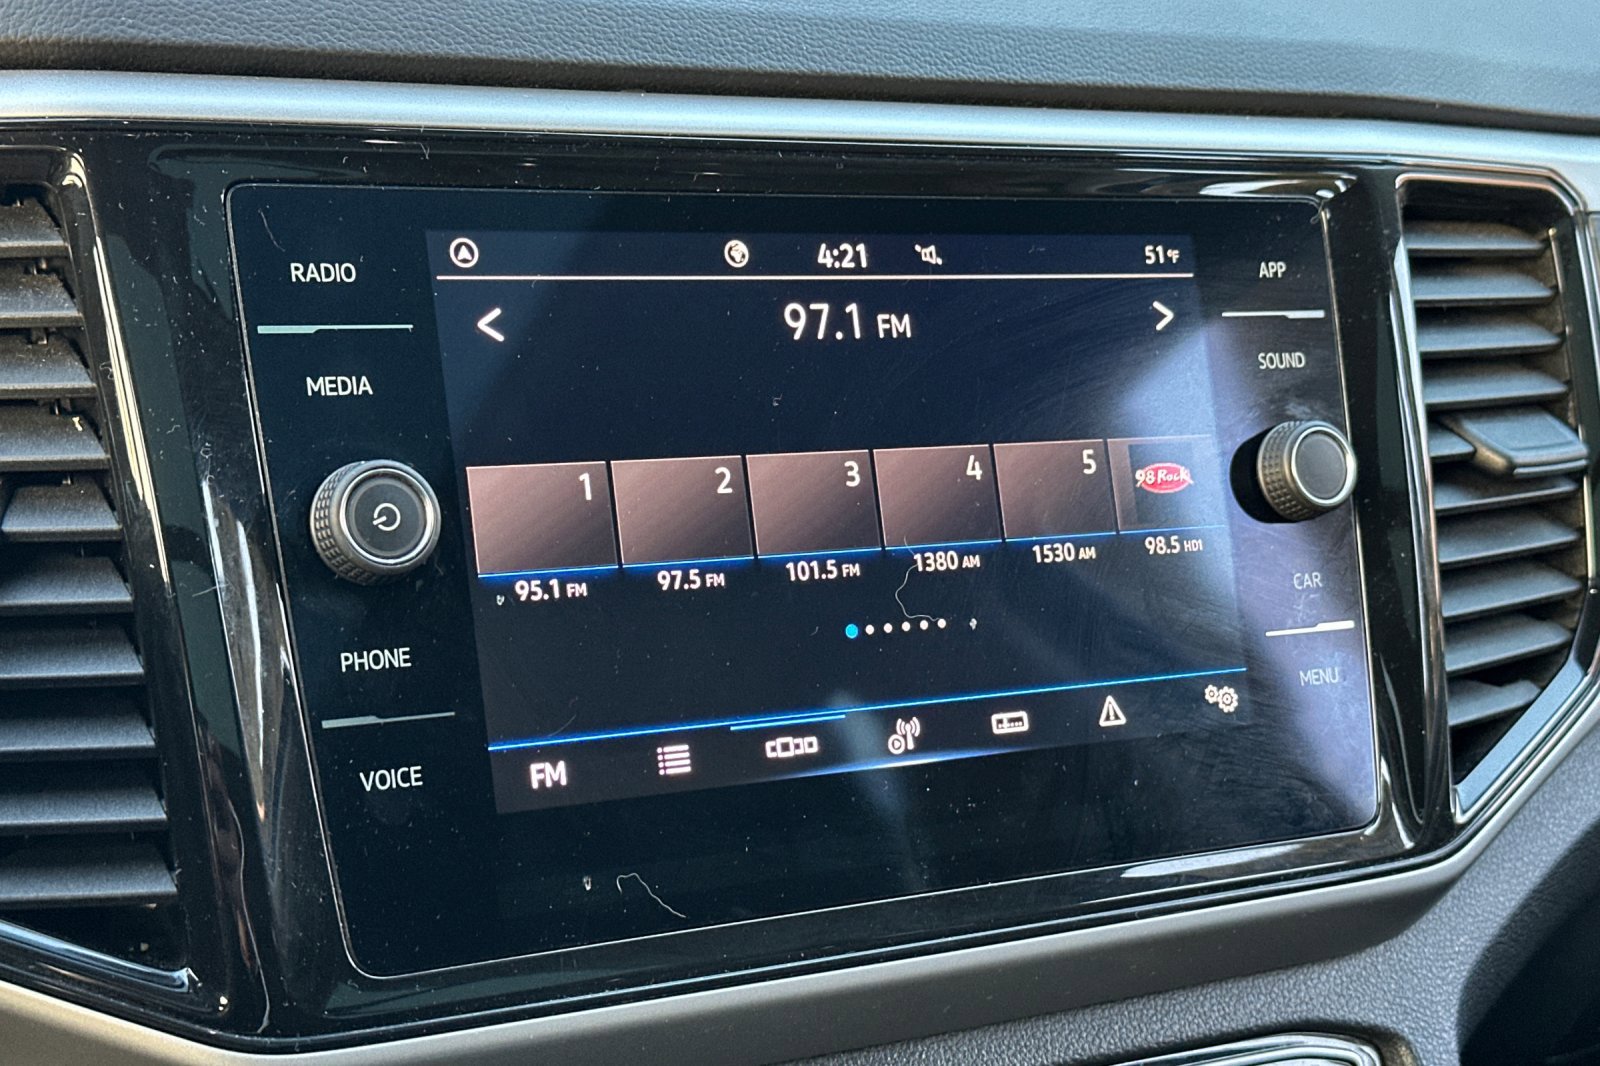 RADIO
MEDIA
PHONE
VOICE
4:21
51°F
97.1 FM
1
2
3
4
5
98 Rock
95.1 FM
97.5 FM
101.5 FM
1380 AM
1530 AM
98.5 HD1
FM
APP
SOUND
CAR
MENU